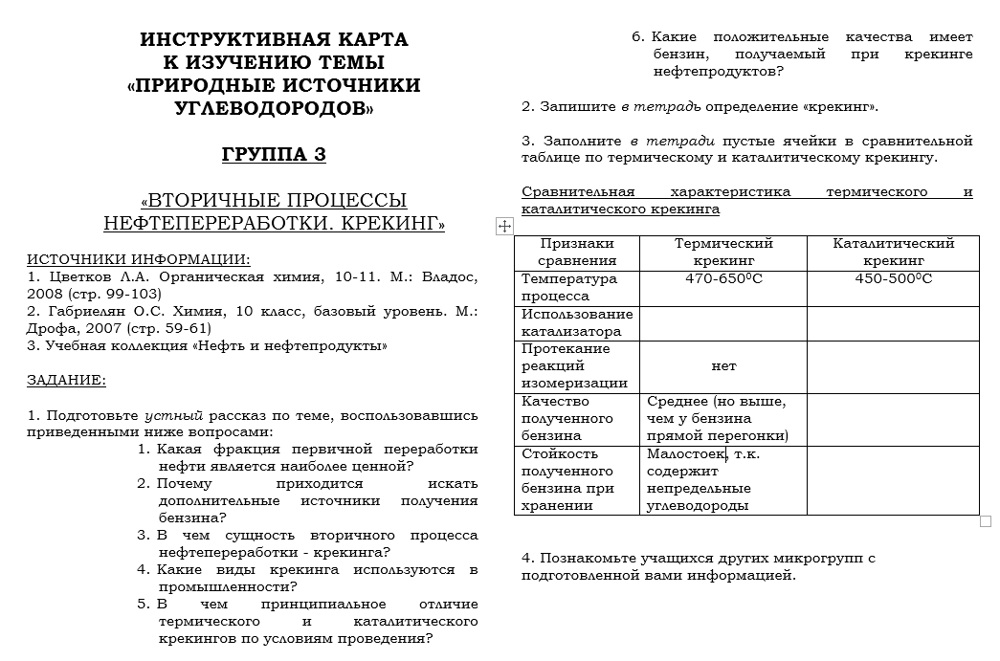 ИНСТРУКТИВНАЯ КАРТА
К ИЗУЧЕНИЮ ТЕМЫ
«ПРИРОДНЫЕ ИСТОЧНИКИ
УГЛЕВОДОРОДОВ»
ГРУППА 3
«ВТОРИЧНЫЕ ПРОЦЕССЫ
НЕФТЕПЕРЕРАБОТКИ. КРЕКИНГ»
ИСТОЧНИКИ ИНФОРМАЦИИ:
1. Цветков Л.А. Органическая химия, 10-11. М.: Владос,
2008 (стр. 99-103)
2. Габриелян О.С. Химия, 10 класс, базовый уровень. М.:
Дрофа, 2007 (стр. 59-61)
3. Учебная коллекция «Нефть и нефтепродукты»
ЗАДАНИЕ:
1. Подготовьте устный рассказ по теме, воспользовавшись
приведенными ниже вопросами:
1. Какая фракция первичной переработки
нефти является наиболее ценной?
2. Почему приходится искать
дополнительные источники получения
бензина?
3. В чем сущность вторичного процесса
нефтепереработки - крекинга?
4. Какие виды крекинга используются в
промышленности?
5. В чем принципиальное отличие
термического и каталитического
крекингов по условиям проведения?
6. Какие положительные качества имеет
бензин, получаемый при крекинге
нефтепродуктов?
2. Запишите в тетрадь определение «крекинг».
3. Заполните в тетради пустые ячейки в сравнительной
таблице по термическому и каталитическому крекингу.
Сравнительная характеристика термического и
каталитического крекинга
Признаки сравнения | Термический крекинг | Каталитический крекинг
Температура процесса | 470-650⁰С | 450-500⁰С
Использование катализатора
Протекание реакций изомеризации | нет
Качество полученного бензина | Среднее (но выше, чем у бензина прямой перегонки)
Стойкость полученного бензина при хранении | Малостоек, т.к. содержит непредельные углеводороды
4. Познакомьте учащихся других микрогрупп с
подготовленной вами информацией.